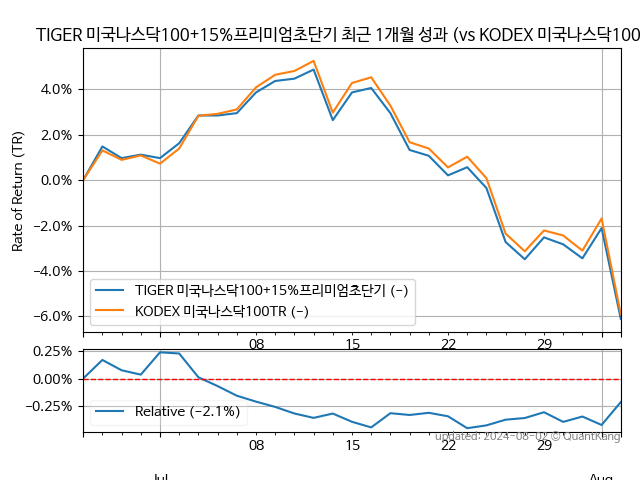 TIGER 미국나스닥100+15%프리미엄초단기 최근 1개월 성과 (vs KODEX 미국나스닥100
4.0%
2.0%
0.0%
−2.0%
−4.0%
−6.0%
Rate of Return (TR)
TIGER 미국나스닥100+15%프리미엄초단기 (−)
KODEX 미국나스닥100TR (−)
08 15 22 29
0.25%
0.00%
−0.25%
Relative (−2.1%)
updated: 2024-08-02 © QuantKang
08 15 22 29
Jul Aug